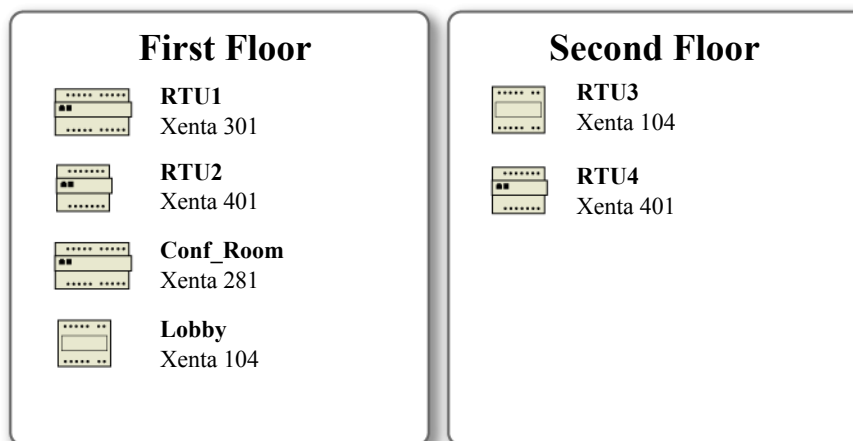 First Floor
RTU1
Xenta 301
RTU2
Xenta 401
Conf_Room
Xenta 281
Lobby
Xenta 104
Second Floor
RTU3
Xenta 104
RTU4
Xenta 401